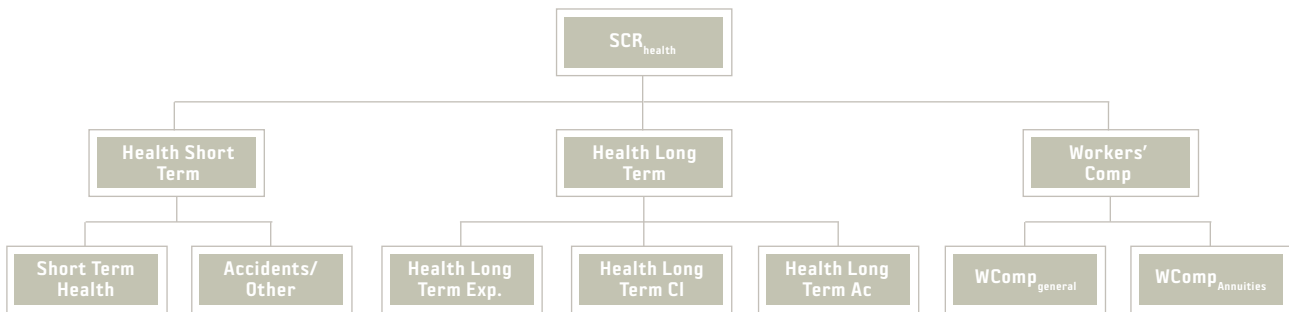 SCRhealth
Health Short
Term
Health Long
Term
Workers’
Comp
Short Term
Health
Accidents/
Other
Health Long
Term Exp.
Health Long
Term Cl
Health Long
Term Ac
WCompgeneral
WCompAnnuities